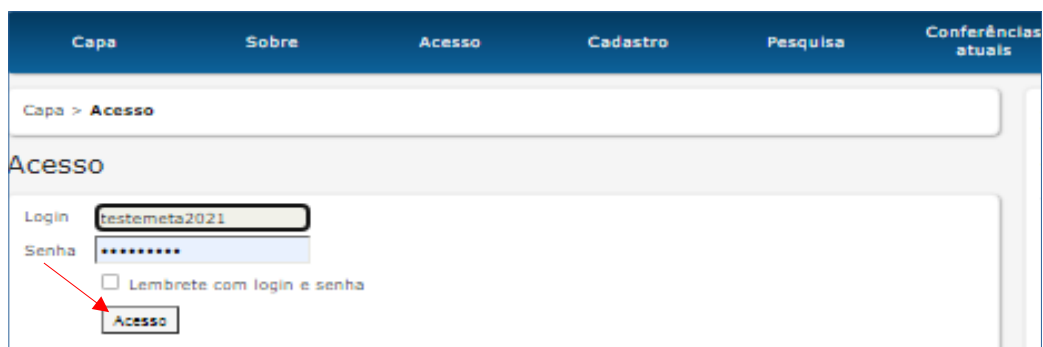 Capa Sobre Acesso Cadastro Pesquisa Conferências
atuais
Capa > Acesso
Acesso
Login testemeta2021
Senha •••••••••
Lembrete com login e senha
Acesso